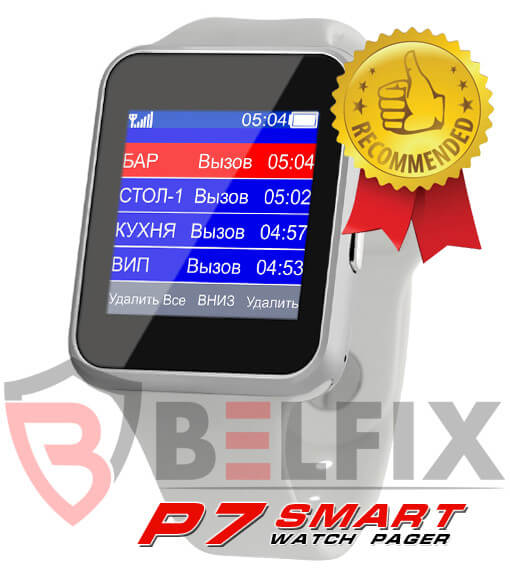 05:04
БАР Вызов 05:04
СТОЛ-1 Вызов 05:02
КУХНЯ Вызов 04:57
ВИП Вызов 04:53
Удалить Все ВНИЗ Удалить
RECOMMENDED
BELFIX
P7 SMART
WATCH PAGER